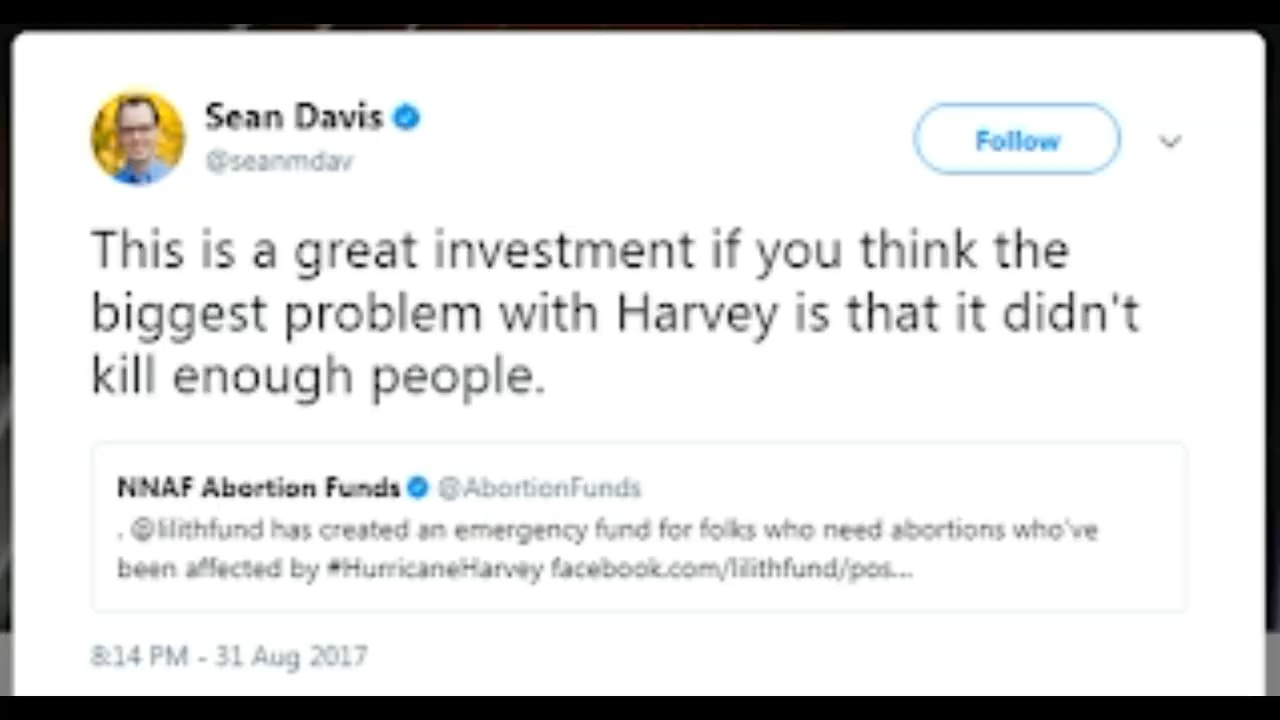 Sean Davis
@seanmdav
Follow
This is a great investment if you think the
biggest problem with Harvey is that it didn't
kill enough people.
NNAF Abortion Funds @AbortionFunds
. @lilithfund has created an emergency fund for folks who need abortions who've
been affected by #HurricaneHarvey facebook.com/lilithfund/pos...
8:14 PM - 31 Aug 2017